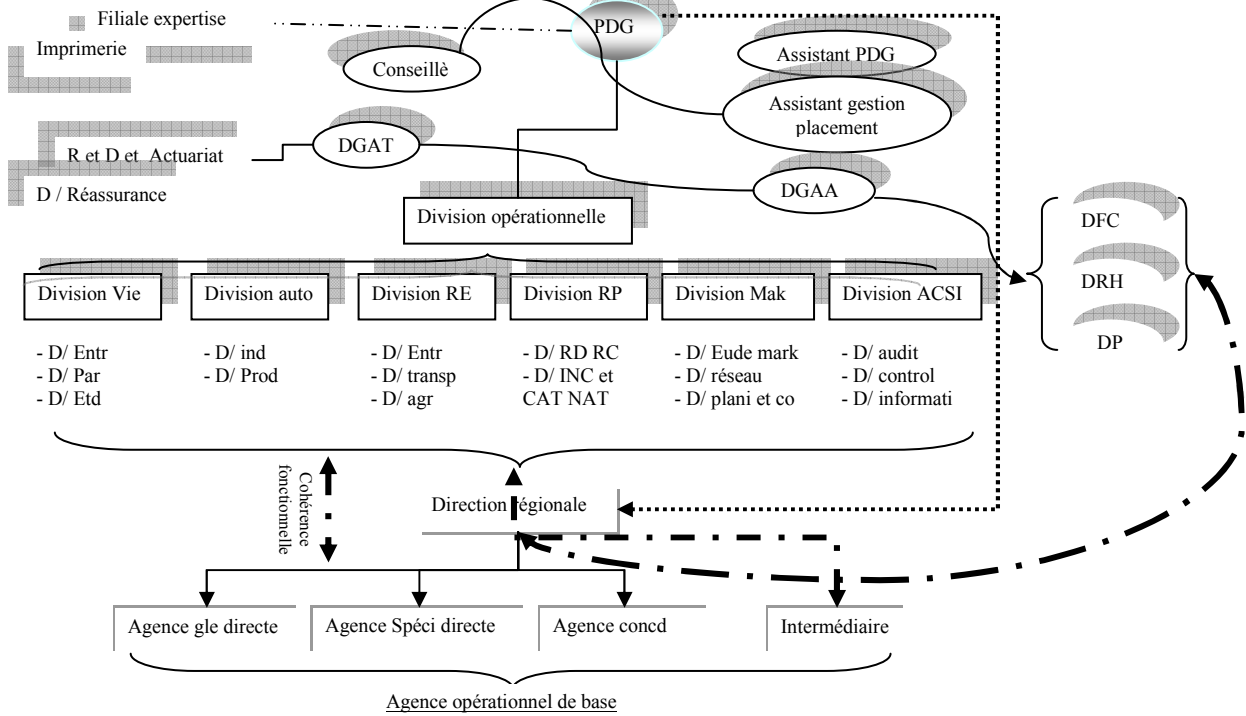 Filiale expertise
PDG
Imprimerie
Conseillè
Assistant PDG
Assistant gestion
placement
R et D et Actuariat
DGAT
D / Réassurance
DGAA
Division opérationnelle
DFC
DRH
DP
Division Vie
Division auto
Division RE
Division RP
Division Mak
Division ACSI
- D/ Entr
- D/ Par
- D/ Etd
- D/ ind
- D/ Prod
- D/ Entr
- D/ transp
- D/ agr
- D/ RD RC
- D/ INC et
CAT NAT
- D/ Eude mark
- D/ réseau
- D/ plani et co
- D/ audit
- D/ control
- D/ informati
Cohérence
fonctionnelle
Direction régionale
Agence gle directe
Agence Spéci directe
Agence concd
Intermédiaire
Agence opérationnel de base